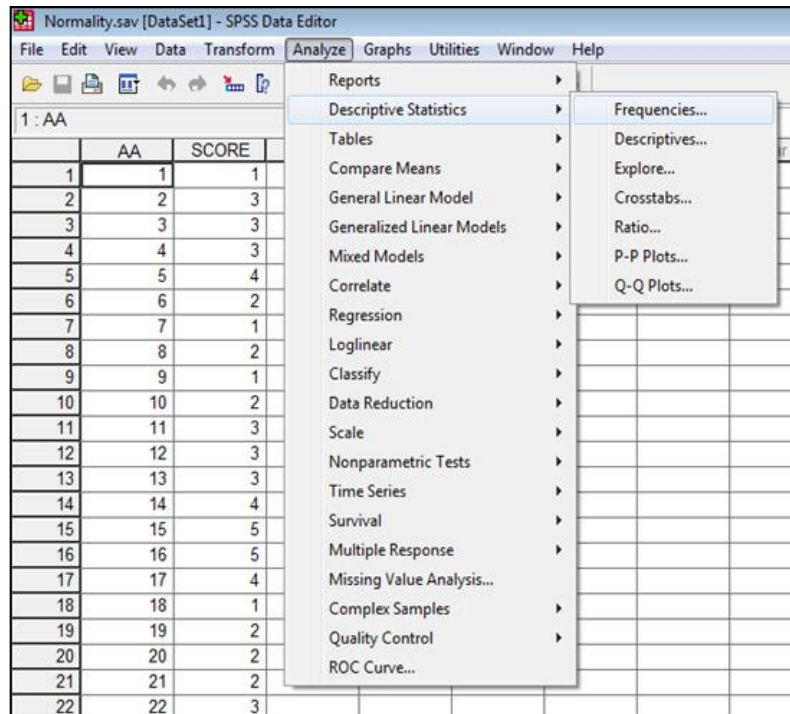 Normality.sav [DataSet1] - SPSS Data Editor
File Edit View Data Transform Analyze Graphs Utilities Window Help
1 : AA
AA SCORE
1 1 1
2 2 3
3 3 3
4 4 3
5 5 4
6 6 2
7 7 1
8 8 2
9 9 1
10 10 2
11 11 3
12 12 3
13 13 3
14 14 4
15 15 5
16 16 5
17 17 4
18 18 1
19 19 2
20 20 2
21 21 2
22 22 3
Reports
Descriptive Statistics
Tables
Compare Means
General Linear Model
Generalized Linear Models
Mixed Models
Correlate
Regression
Loglinear
Classify
Data Reduction
Scale
Nonparametric Tests
Time Series
Survival
Multiple Response
Missing Value Analysis...
Complex Samples
Quality Control
ROC Curve...
Frequencies...
Descriptives...
Explore...
Crosstabs...
Ratio...
P-P Plots...
Q-Q Plots...